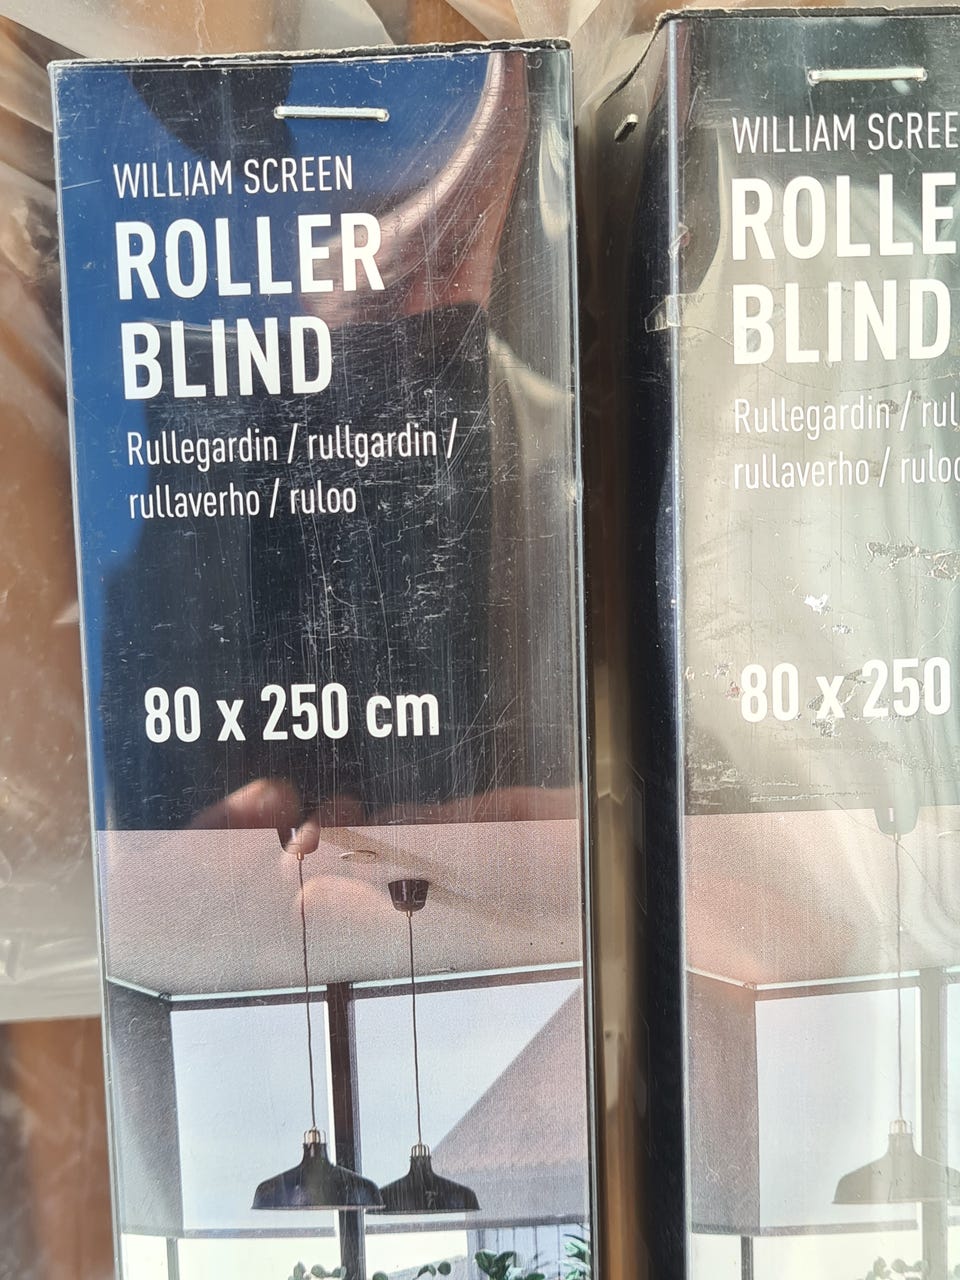 WILLIAM SCREEN
ROLLER
BLIND
Rullegardin / rullgardin /
rullaverho / ruloo
80 x 250 cm
WILLIAM SCREE
ROLLE
BLIND
Rullegardin / rul
rullaverho / ruloo
80 x 250